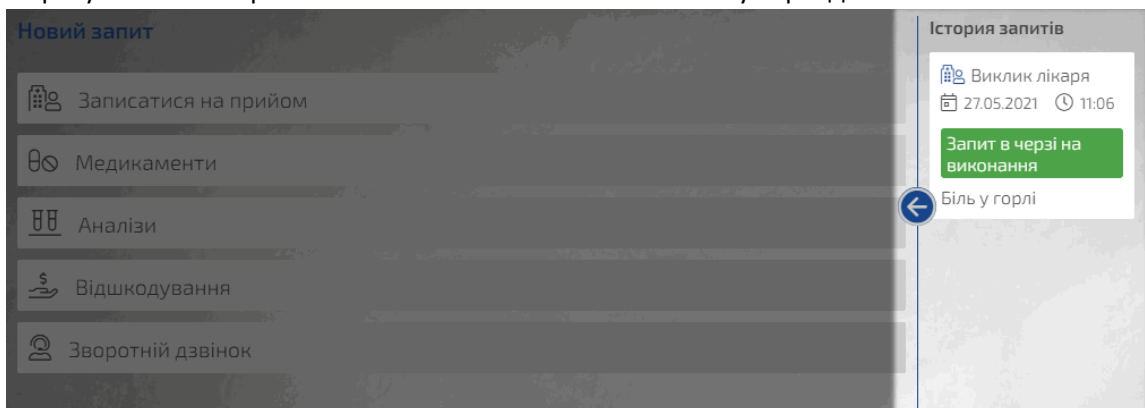 Новий запит
Записатися на прийом
Медикаменти
Аналізи
Відшкодування
Зворотній дзвінок
Історія запитів
Виклик лікаря
27.05.2021 11:06
Запит в черзі на
виконання
Біль у горлі